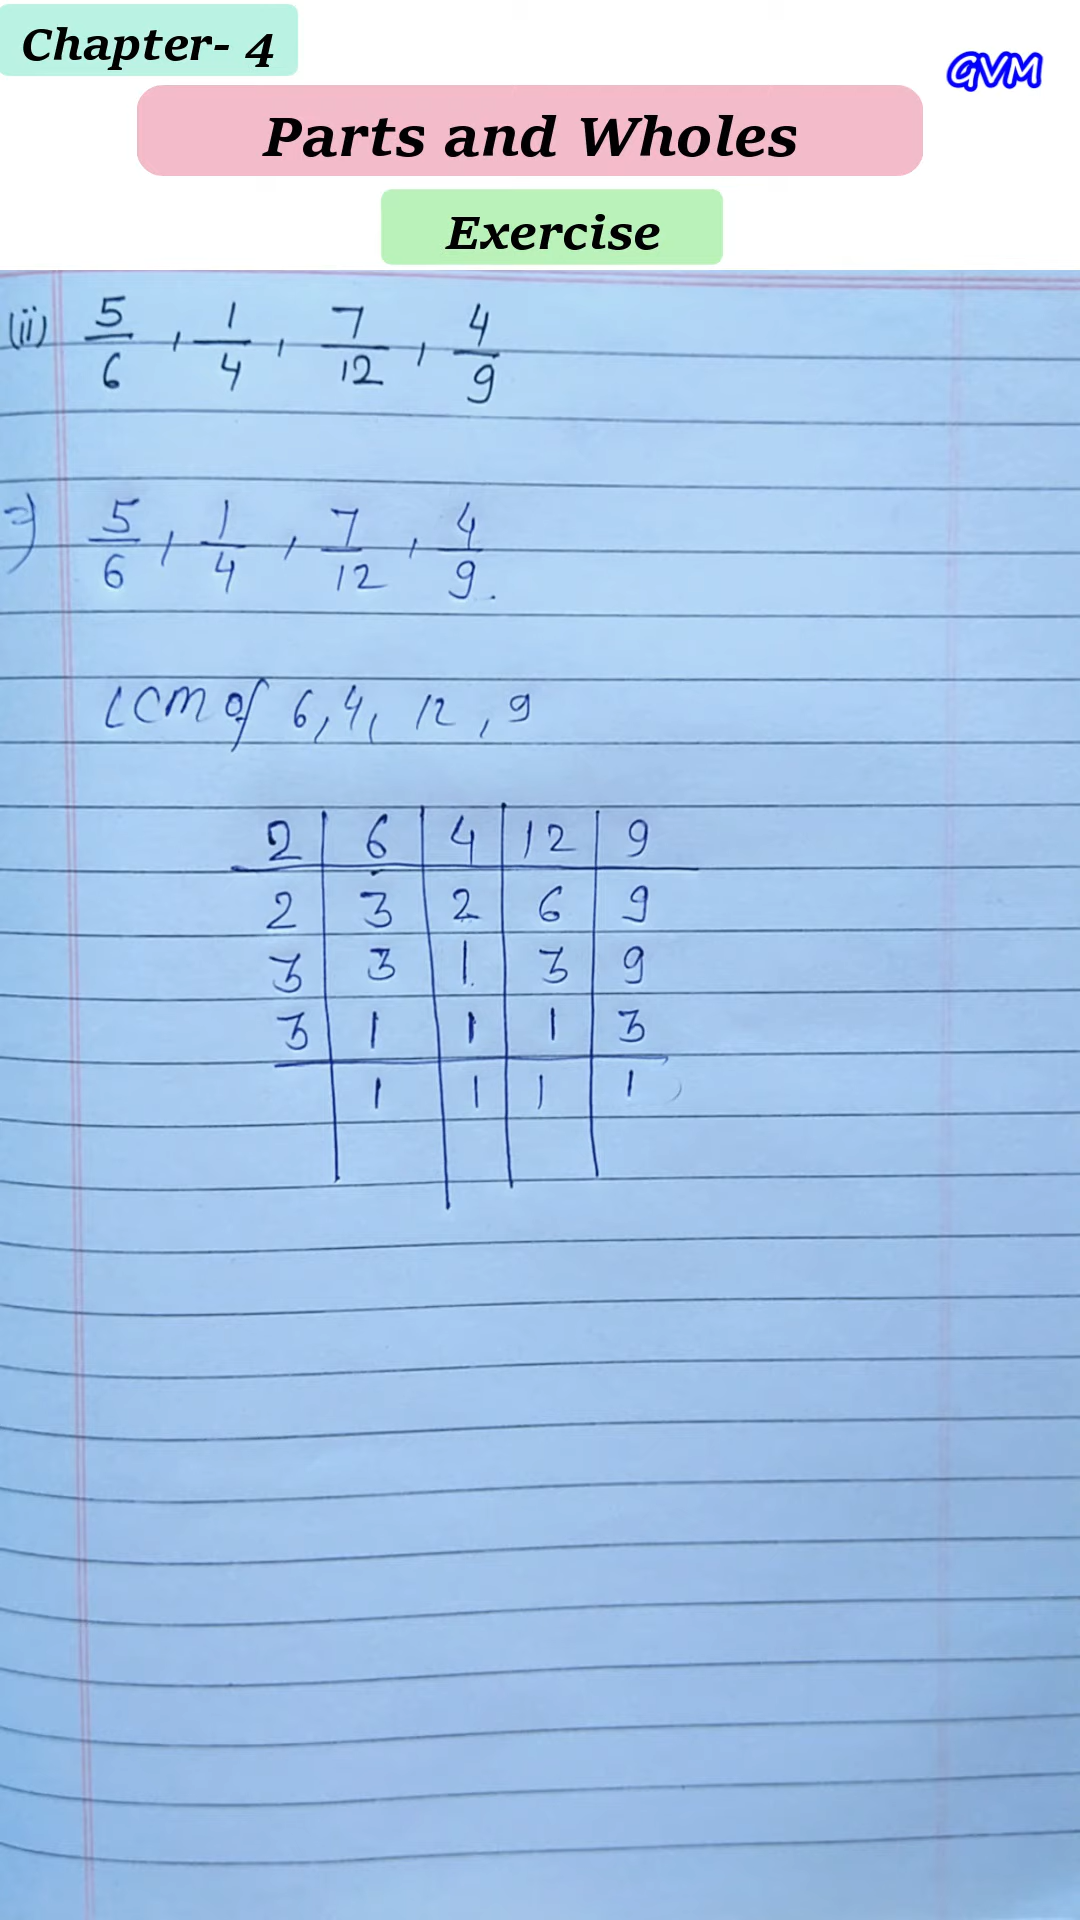 Chapter- 4
GVM
Parts and Wholes
Exercise
(ii) 5/6 , 1/4 , 7/12 , 4/9
=) 5/6 , 1/4 , 7/12 , 4/9.
LCM of 6, 4, 12, 9
2 | 6 | 4 | 12 | 9
2 | 3 | 2 | 6 | 9
3 | 3 | 1 | 3 | 9
3 | 1 | 1 | 1 | 3
| 1 | 1 | 1 | 1